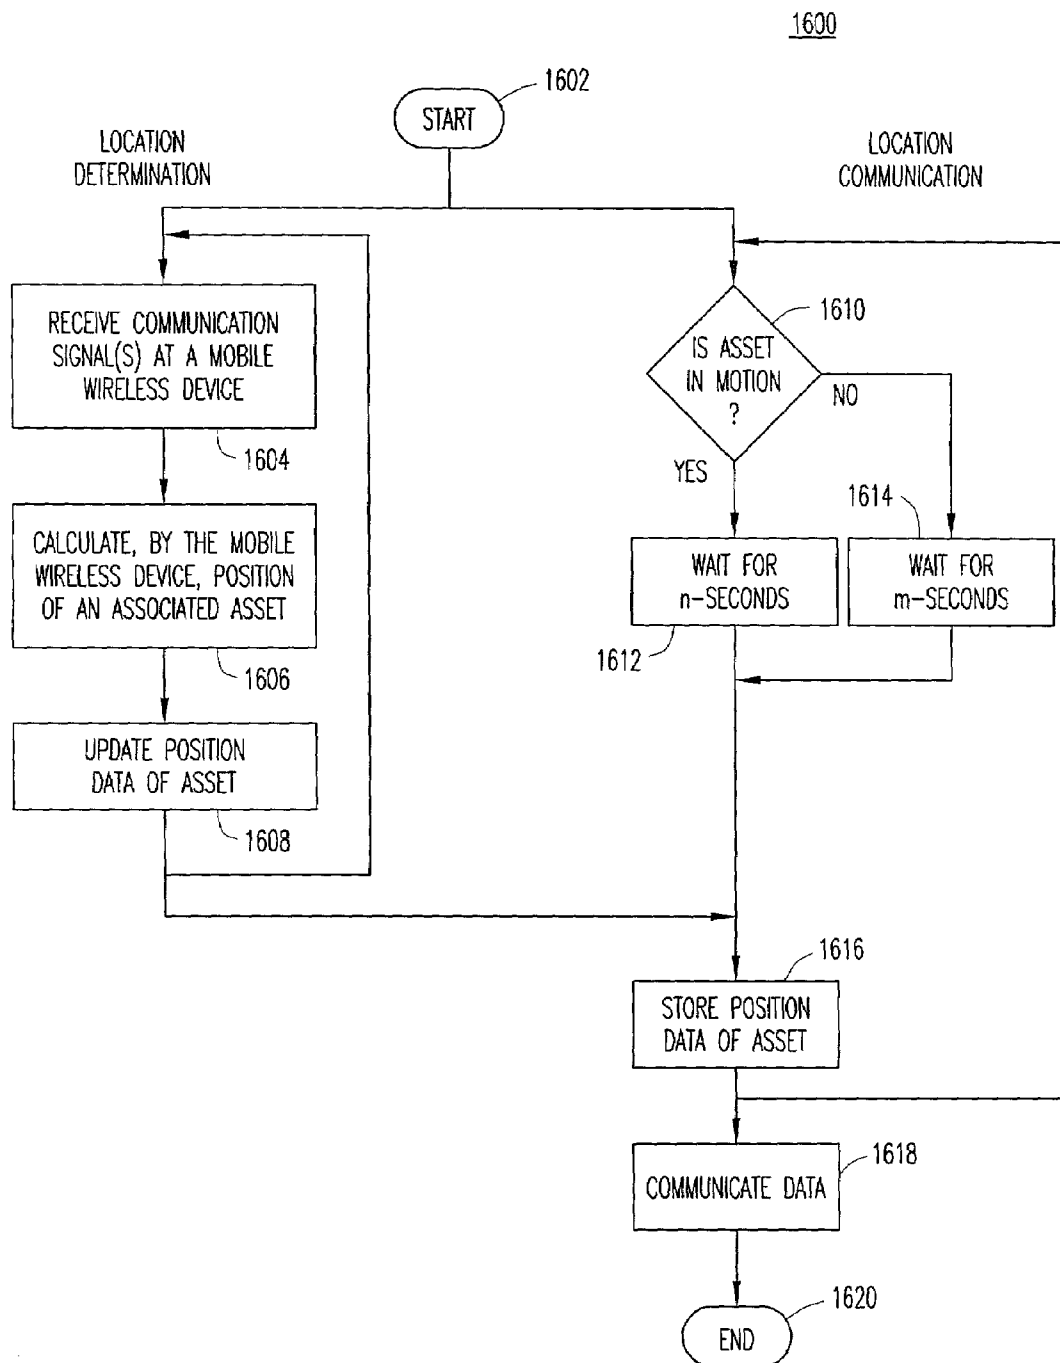 1600
1602
START
LOCATION
DETERMINATION
LOCATION
COMMUNICATION
RECEIVE COMMUNICATION
SIGNAL(S) AT A MOBILE
WIRELESS DEVICE
1604
CALCULATE, BY THE MOBILE
WIRELESS DEVICE, POSITION
OF AN ASSOCIATED ASSET
1606
UPDATE POSITION
DATA OF ASSET
1608
1610
IS ASSET
IN MOTION
?
NO
YES
1614
WAIT FOR
n-SECONDS
1612
WAIT FOR
m-SECONDS
1616
STORE POSITION
DATA OF ASSET
1618
COMMUNICATE DATA
1620
END